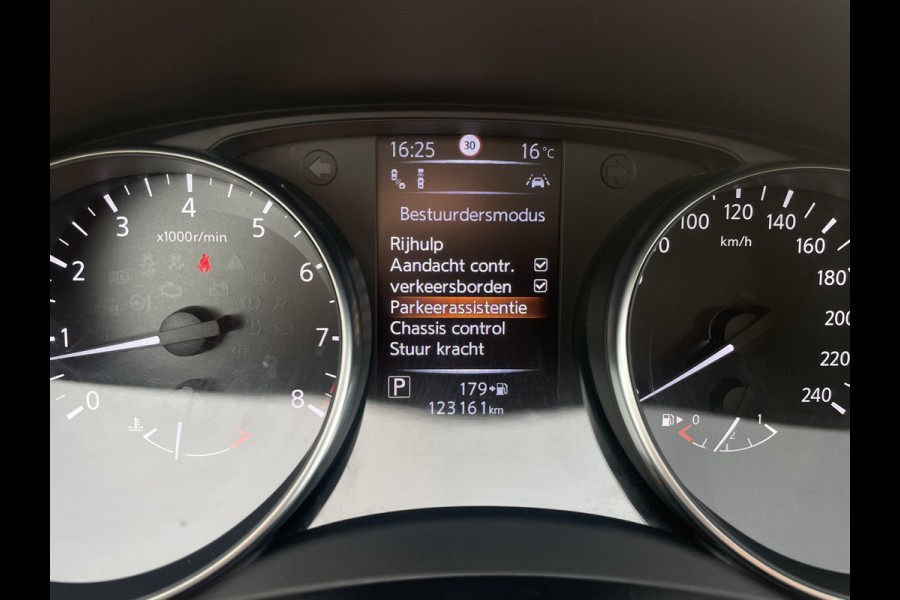 16:25 30 16°C
Bestuurdersmodus
Rijhulp
Aandacht contr.
verkeersborden
Parkeerassistentie
Chassis control
Stuur kracht
P 179
123161km
0 1 2 3 4 5 6 7 8
x1000r/min
100 120 140 160 180 200 220 240
km/h
0 1